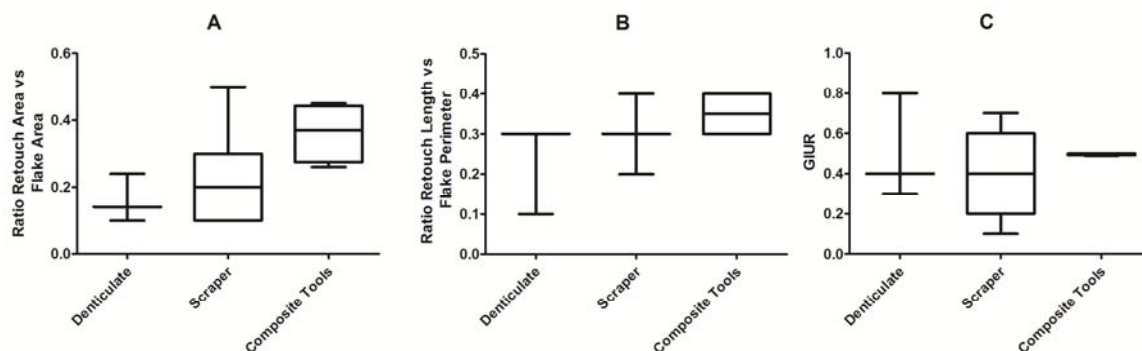 A
Ratio Retouch Area vs
Flake Area
0.6
0.4
0.2
0.0
Denticulate
Scraper
Composite Tools
B
Ratio Retouch Length vs
Flake Perimeter
0.5
0.4
0.3
0.2
0.1
0.0
Denticulate
Scraper
Composite Tools
C
GIUR
1.0
0.8
0.6
0.4
0.2
0.0
Denticulate
Scraper
Composite Tools